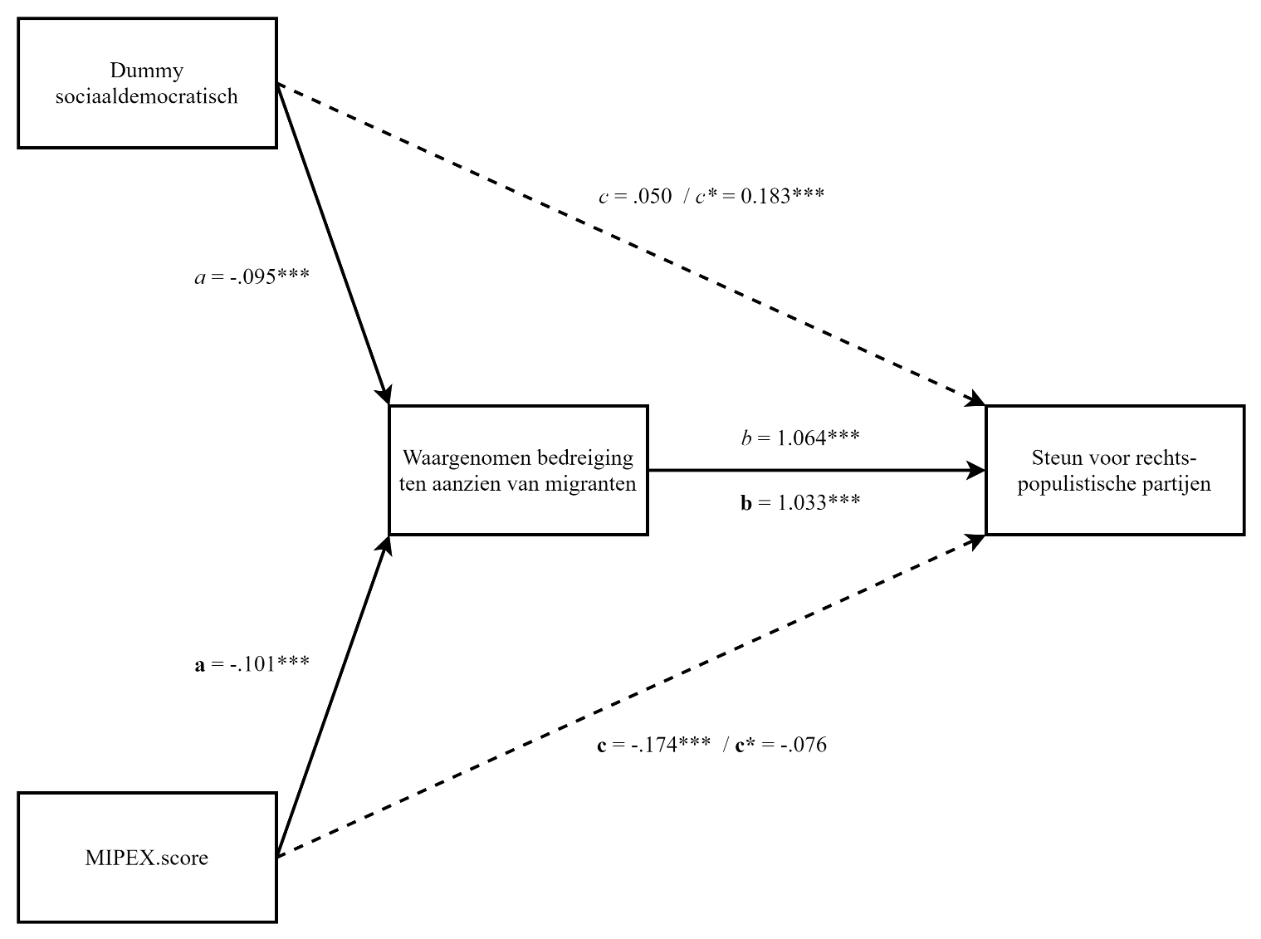 Dummy
sociaaldemocratisch
c = .050 / c* = 0.183***
a = -.095***
Waargenomen bedreiging
ten aanzien van migranten
b = 1.064***
b = 1.033***
Steun voor rechts-
populistische partijen
a = -.101***
c = -.174*** / c* = -.076
MIPEX.score